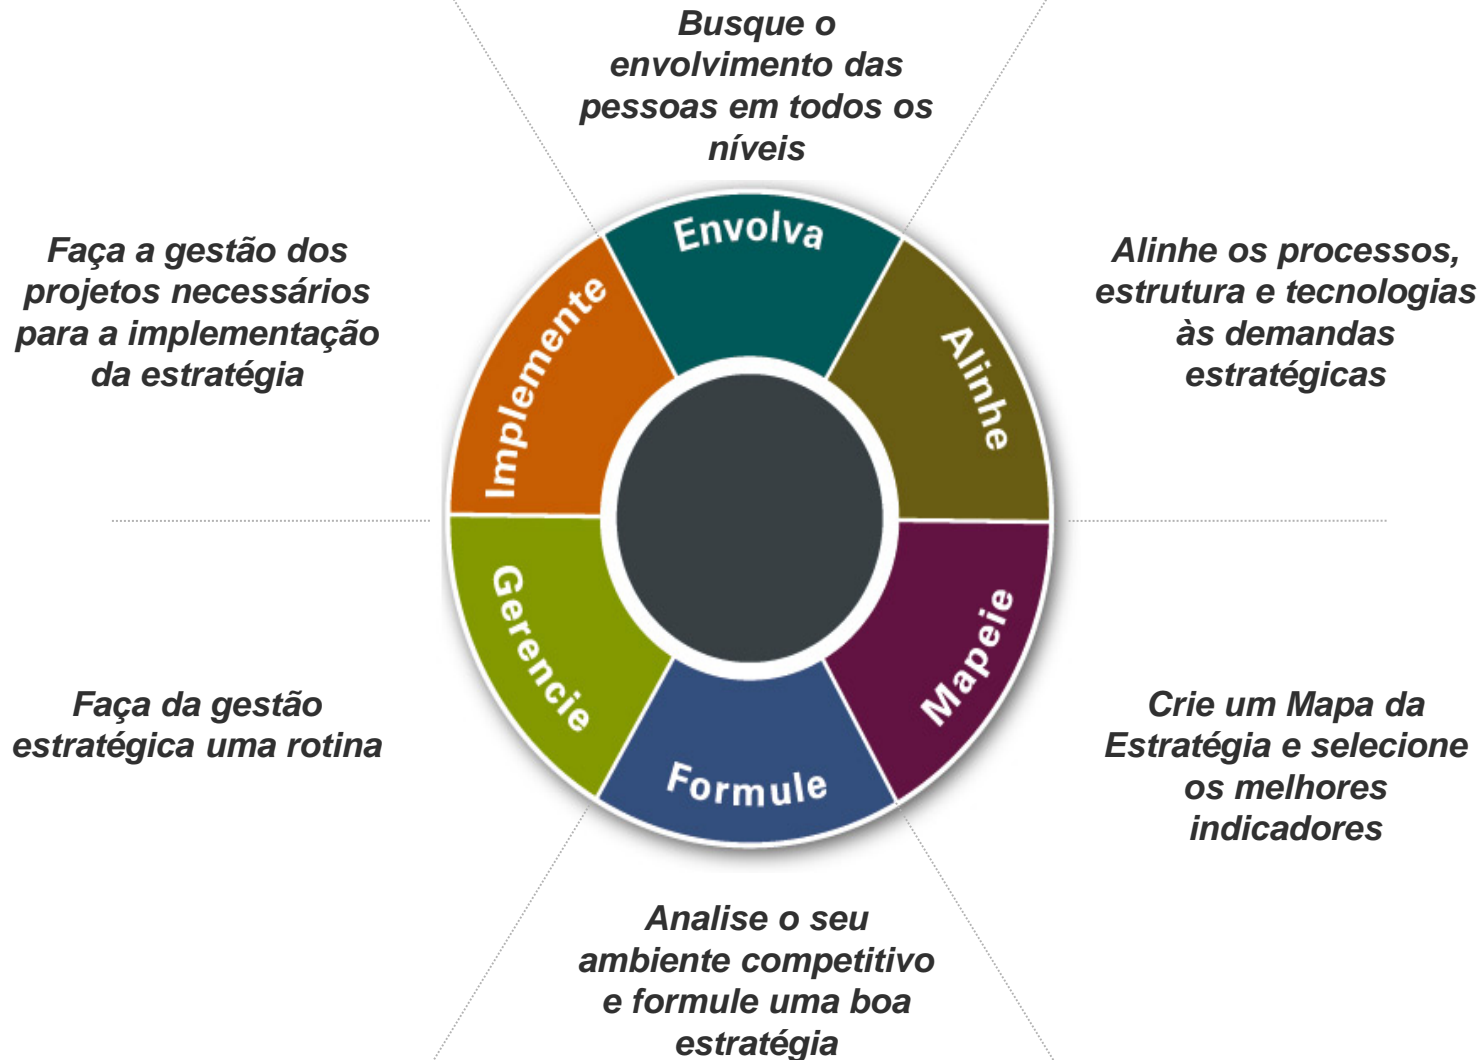 Busque o
envolvimento das
pessoas em todos os
níveis
Faça a gestão dos
projetos necessários
para a implementação
da estratégia
Envolva
Alinhe os processos,
estrutura e tecnologias
às demandas
estratégicas
Implemente
Alinhe
Gerencie
Mapeie
Faça da gestão
estratégica uma rotina
Formule
Crie um Mapa da
Estratégia e selecione
os melhores
indicadores
Analise o seu
ambiente competitivo
e formule uma boa
estratégia